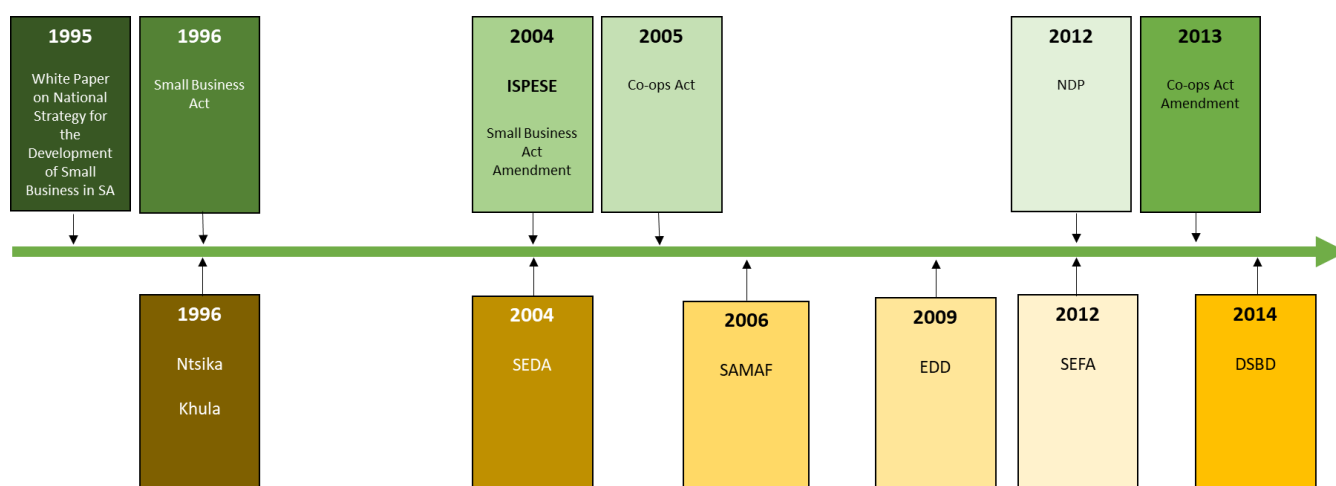 1995
White Paper
on National
Strategy for
the
Development
of Small
Business in SA
1996
Small Business
Act
2004
ISPESE
Small Business
Act
Amendment
2005
Co-ops Act
2012
NDP
2013
Co-ops Act
Amendment
1996
Ntsika
Khula
2004
SEDA
2006
SAMAF
2009
EDD
2012
SEFA
2014
DSBD